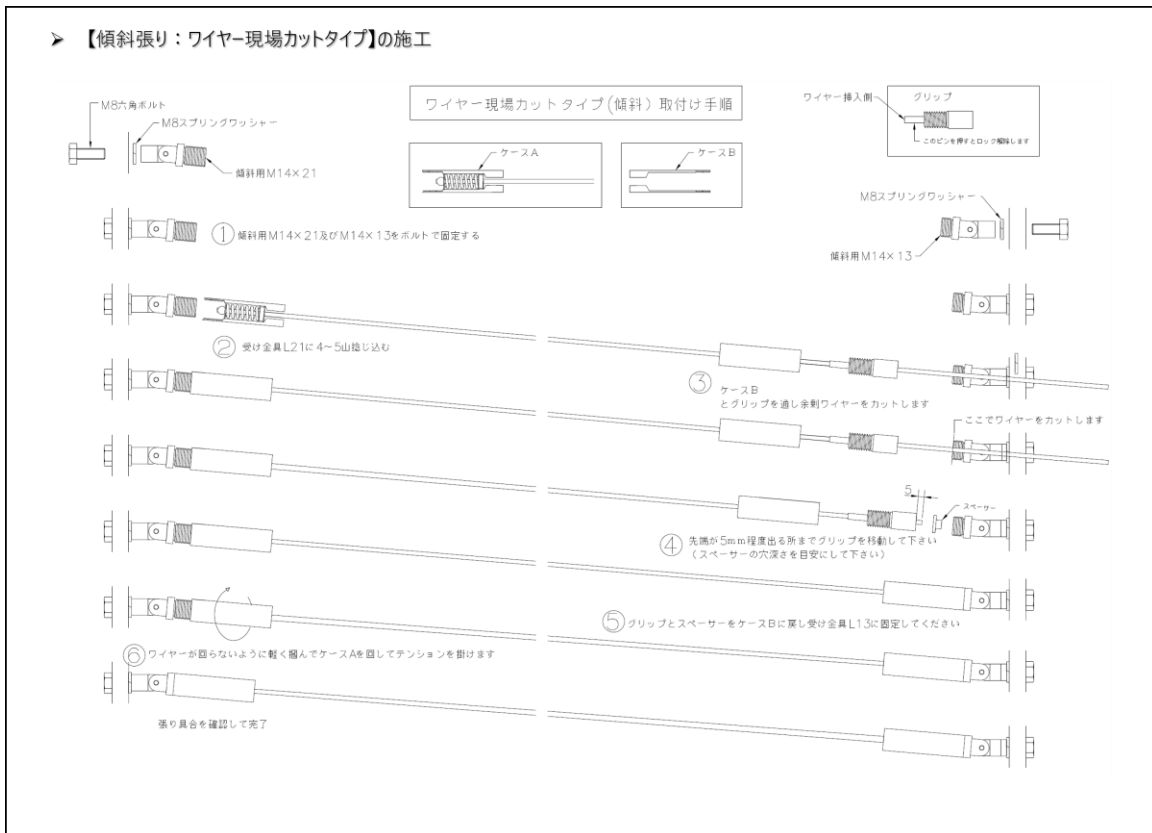 ➤ 【傾斜張り：ワイヤー現場カットタイプ】の施工
ワイヤー現場カットタイプ(傾斜)取付け手順
M8六角ボルト
M8スプリングワッシャー
傾斜用M14×21
ケースA
ケースB
ワイヤー挿入側
グリップ
このピンを押すとロック解除します
M8スプリングワッシャー
傾斜用M14×13
① 傾斜用M14×21及びM14×13をボルトで固定する
② 受け金具L21に4～5山捻じ込む
③ ケースB
とグリップを通し余剰ワイヤーをカットします
ここでワイヤーをカットします
5
スペーサー
④ 先端が5mm程度出る所までグリップを移動して下さい
(スペーサーの穴深さを目安にして下さい)
⑤ グリップとスペーサーをケースBに戻し受け金具L13に固定してください
⑥ ワイヤーが回らないように軽く掴んでケースAを回してテンションを掛けます
張り具合を確認して完了